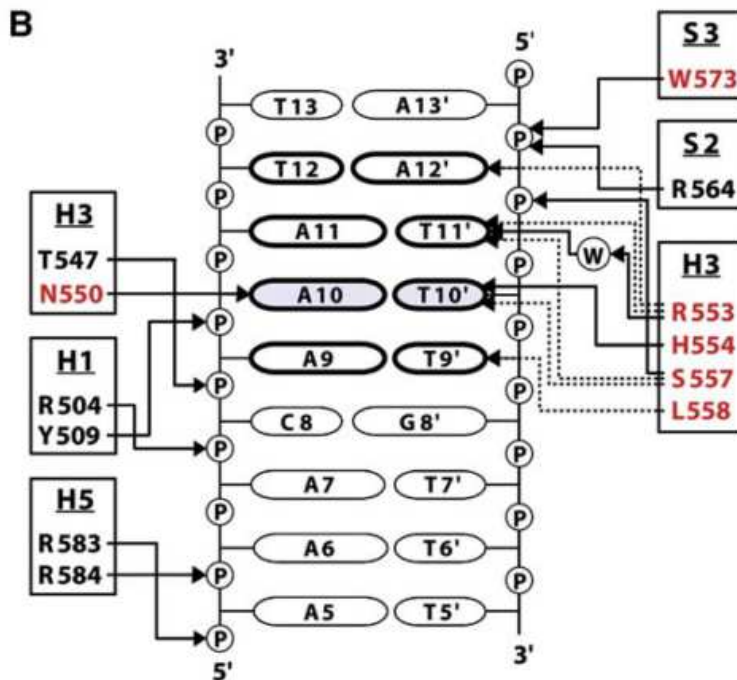 B
3'
5'
P
S3
W573
T13 A13'
P
P
S2
R564
T12 A12'
P
P
H3
T547
N550
A11 T11'
P
P
W
H3
R553
H554
S557
L558
A10 T10'
P
P
H1
R504
Y509
A9 T9'
P
P
C8 G8'
P
P
H5
R583
R584
A7 T7'
P
P
A6 T6'
P
P
A5 T5'
P
5'
3'